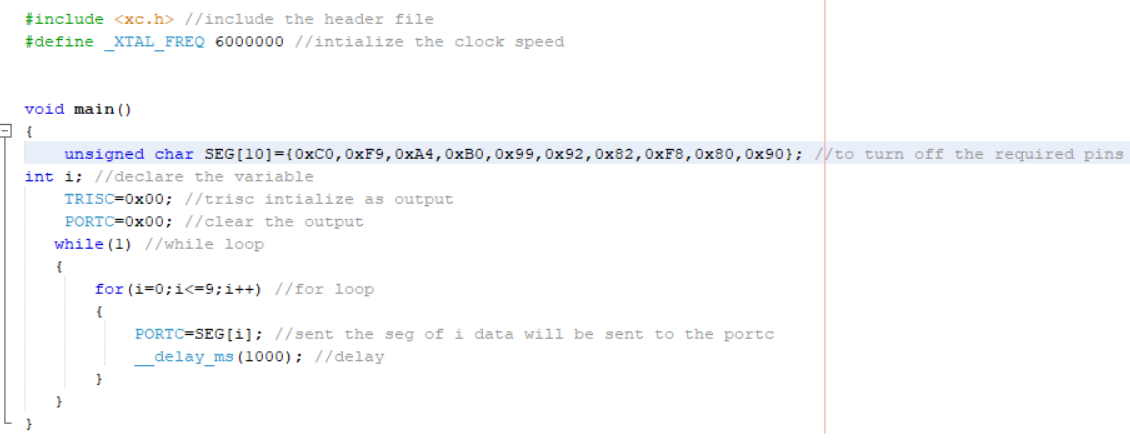 #include <xc.h> //include the header file
#define _XTAL_FREQ 6000000 //intialize the clock speed
void main()
{
unsigned char SEG[10]={0xC0,0xF9,0xA4,0xB0,0x99,0x92,0x82,0xF8,0x80,0x90}; //to turn off the required pins
int i; //declare the variable
TRISC=0x00; //trisc intialize as output
PORTC=0x00; //clear the output
while(1) //while loop
{
for(i=0;i<=9;i++) //for loop
{
PORTC=SEG[i]; //sent the seg of i data will be sent to the portc
__delay_ms(1000); //delay
}
}
}